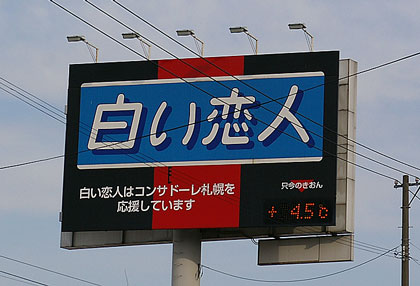 白い恋人
白い恋人はコンサドーレ札幌を
応援しています
只今のきおん
+ 4.5℃